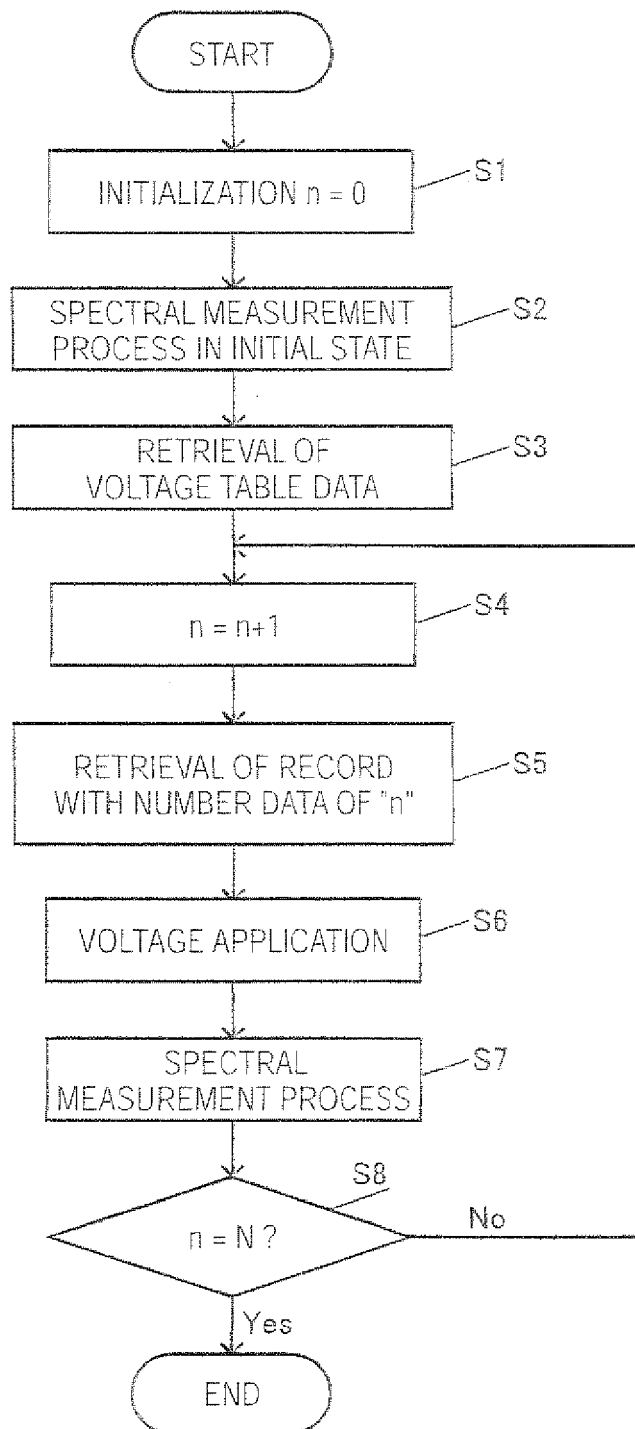 START
INITIALIZATION n = 0
S1
SPECTRAL MEASUREMENT
PROCESS IN INITIAL STATE
S2
RETRIEVAL OF
VOLTAGE TABLE DATA
S3
n = n+1
S4
RETRIEVAL OF RECORD
WITH NUMBER DATA OF "n"
S5
VOLTAGE APPLICATION
S6
SPECTRAL
MEASUREMENT PROCESS
S7
S8
n = N ?
No
Yes
END